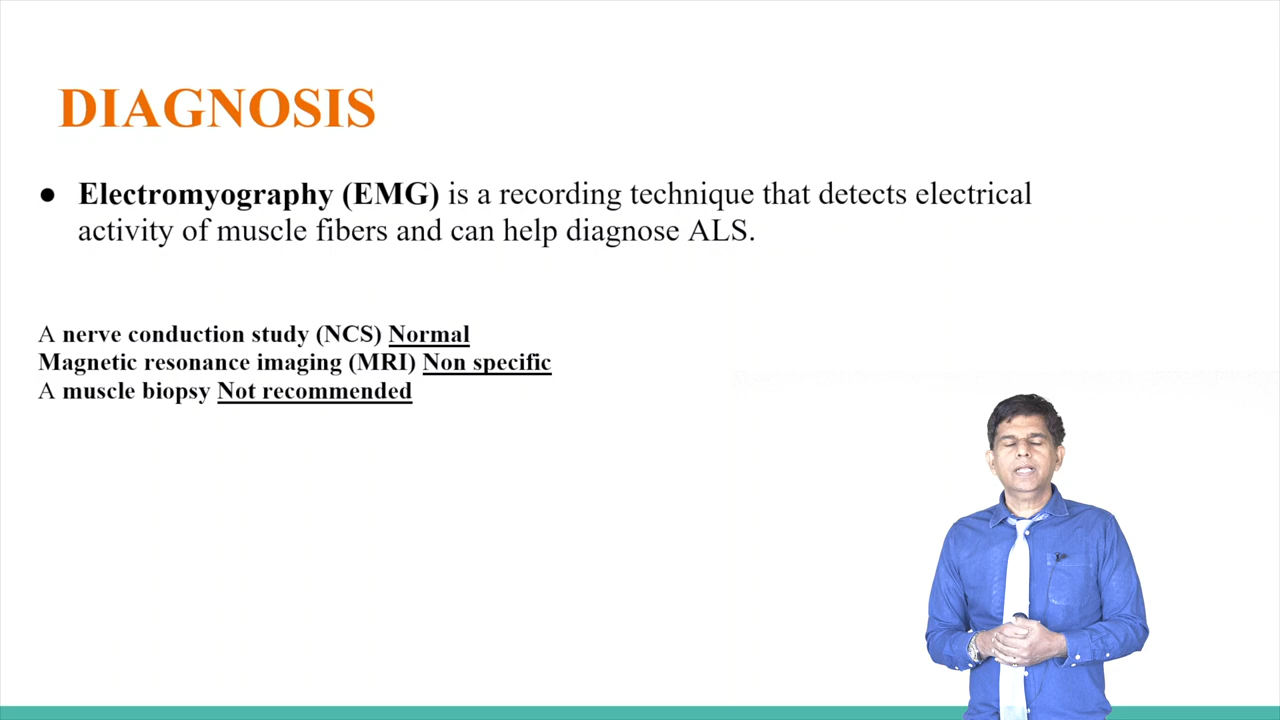 DIAGNOSIS
● Electromyography (EMG) is a recording technique that detects electrical
activity of muscle fibers and can help diagnose ALS.
A nerve conduction study (NCS) Normal
Magnetic resonance imaging (MRI) Non specific
A muscle biopsy Not recommended